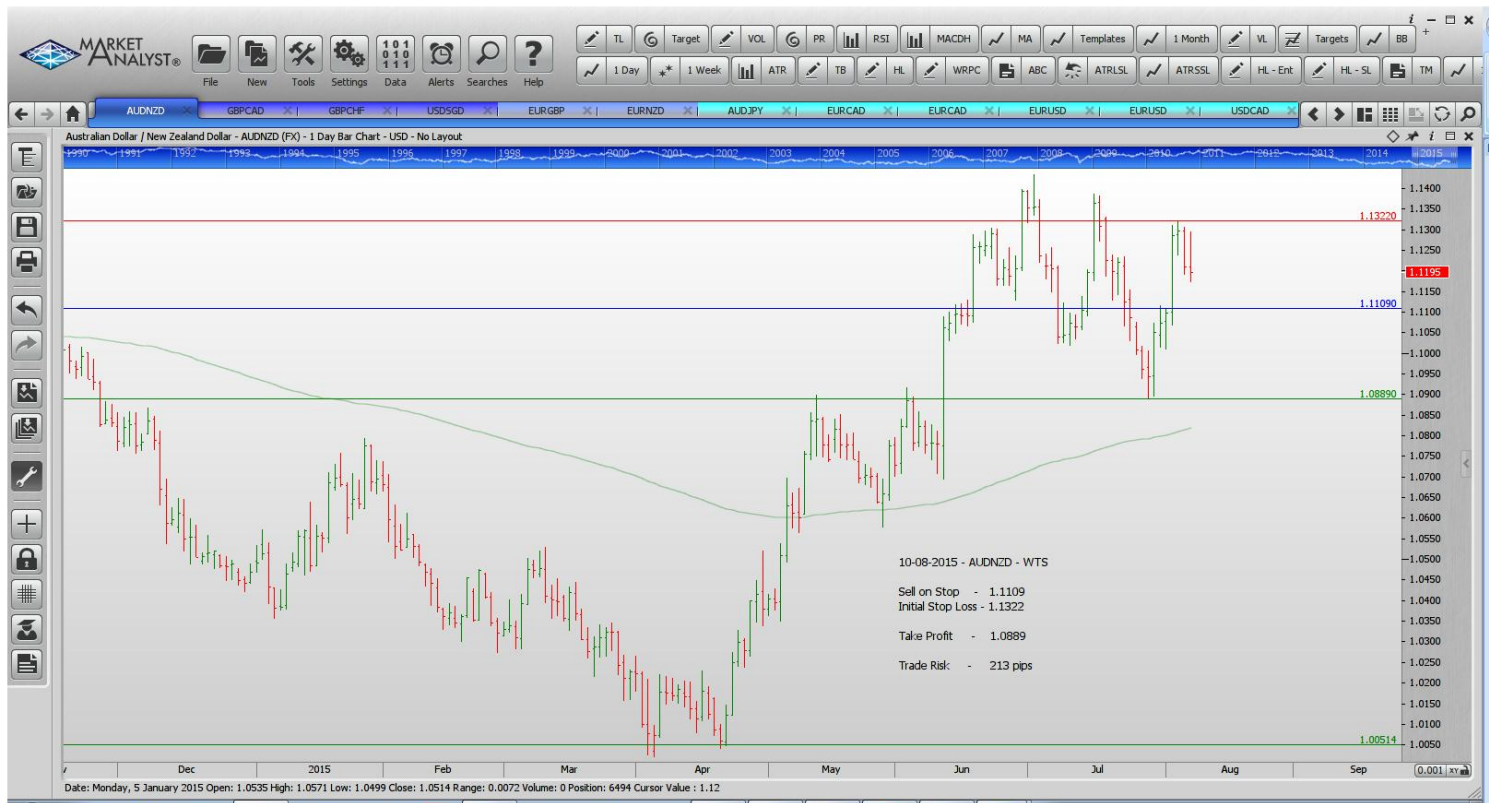 MARKET
ANALYST®
File
New
Tools
Settings
101
010
111
Data
Alerts
Searches
Help
TL
Target
VOL
PR
RSI
MACDH
MA
Templates
1 Month
VL
Targets
BB
1 Day
1 Week
ATR
TB
HL
WRPC
ABC
ATRLSL
ATRSSL
HL - Ent
HL - SL
TM
AUDNZD
GBPCAD
GBPCHF
USDSGD
EURGBP
EURNZD
AUDJPY
EURCAD
EURCAD
EURUSD
EURUSD
USDCAD
Australian Dollar / New Zealand Dollar - AUDNZD (FX) - 1 Day Bar Chart - USD - No Layout
1990 1991 1992 1993 1994 1995 1996 1997 1998 1999 2000 2001 2002 2003 2004 2005 2006 2007 2008 2009 2010 2011 2012 2013 2014 2015
1.1400
1.1350
1.13220
1.1300
1.1250
1.1195
1.1150
1.11090
1.1100
1.1050
1.1000
1.0950
1.08890
1.0900
1.0850
1.0800
1.0750
1.0700
1.0650
1.0600
1.0550
1.0500
1.0450
1.0400
1.0350
1.0300
1.0250
1.0200
1.0150
1.0100
1.00514
1.0050
10-08-2015 - AUDNZD - WTS
Sell on Stop - 1.1109
Initial Stop Loss - 1.1322
Take Profit - 1.0889
Trade Risk - 213 pips
Dec 2015 Feb Mar Apr May Jun Jul Aug Sep
0.001 XY
Date: Monday, 5 January 2015 Open: 1.0535 High: 1.0571 Low: 1.0499 Close: 1.0514 Range: 0.0072 Volume: 0 Position: 6494 Cursor Value : 1.12